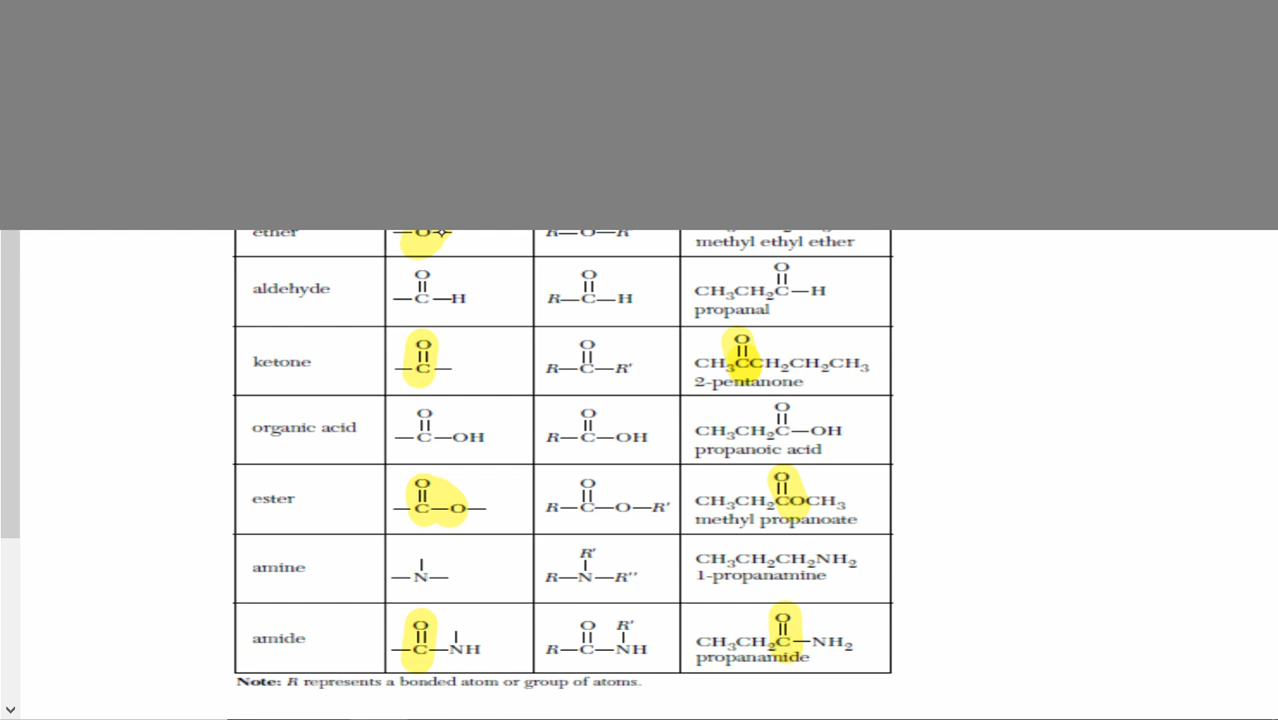 ether —O— R—O—R′
methyl ethyl ether
O O O
aldehyde —C—H R—C—H CH₃CH₂C—H
propanal
O O O
ketone —C— R—C—R′ CH₃CCH₂CH₂CH₃
2-pentanone
O O O
organic acid —C—OH R—C—OH CH₃CH₂C—OH
propanoic acid
O O O
ester —C—O— R—C—O—R′ CH₃CH₂COCH₃
methyl propanoate
R′
amine —N— R—N—R″ CH₃CH₂CH₂NH₂
1-propanamine
O O R′ O
amide —C—NH R—C—NH CH₃CH₂C—NH₂
propanamide
Note: R represents a bonded atom or group of atoms.